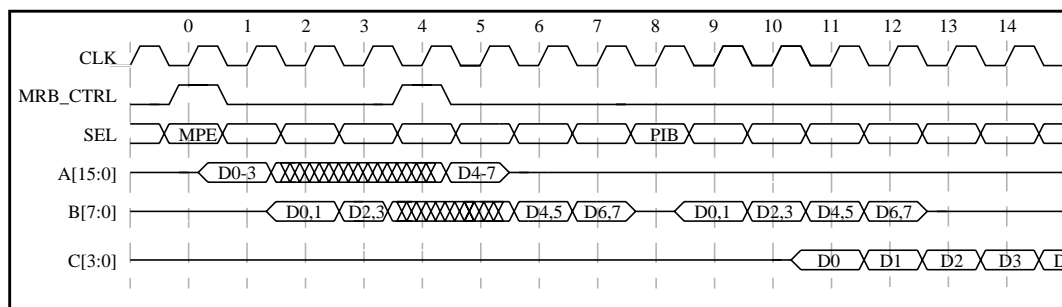 0 1 2 3 4 5 6 7 8 9 10 11 12 13 14
CLK
MRB_CTRL
SEL MPE PIB
A[15:0] D0-3 D4-7
B[7:0] D0,1 D2,3 D4,5 D6,7 D0,1 D2,3 D4,5 D6,7
C[3:0] D0 D1 D2 D3 D